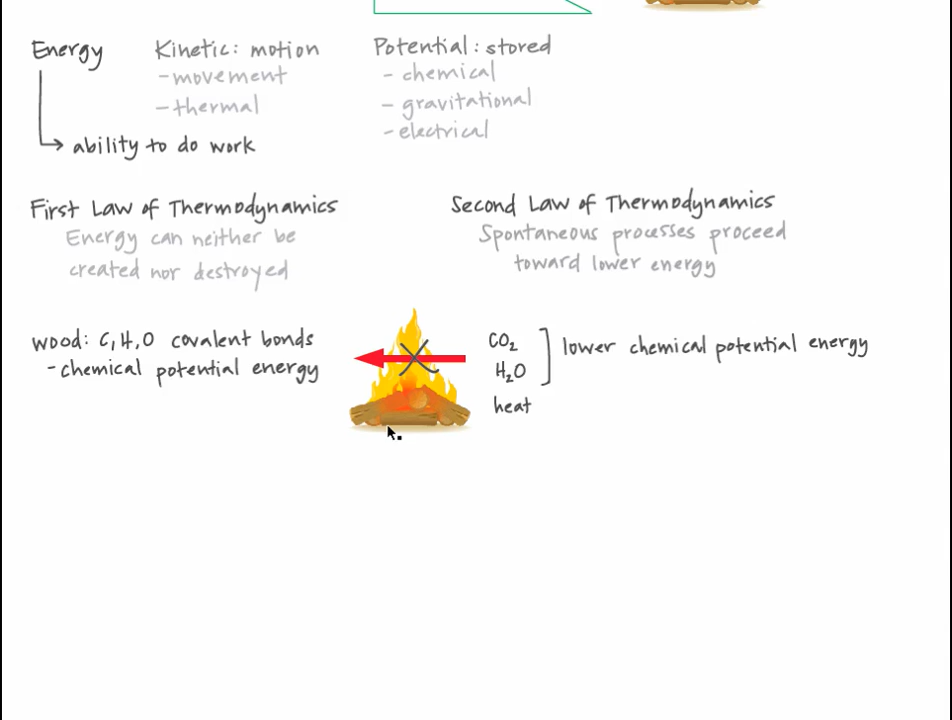 Energy
Kinetic: motion
-movement
-thermal
Potential: stored
- chemical
- gravitational
- electrical
ability to do work
First Law of Thermodynamics
Energy can neither be
created nor destroyed
Second Law of Thermodynamics
Spontaneous processes proceed
toward lower energy
wood: C, H, O covalent bonds
- chemical potential energy
CO₂
H₂O
heat
lower chemical potential energy